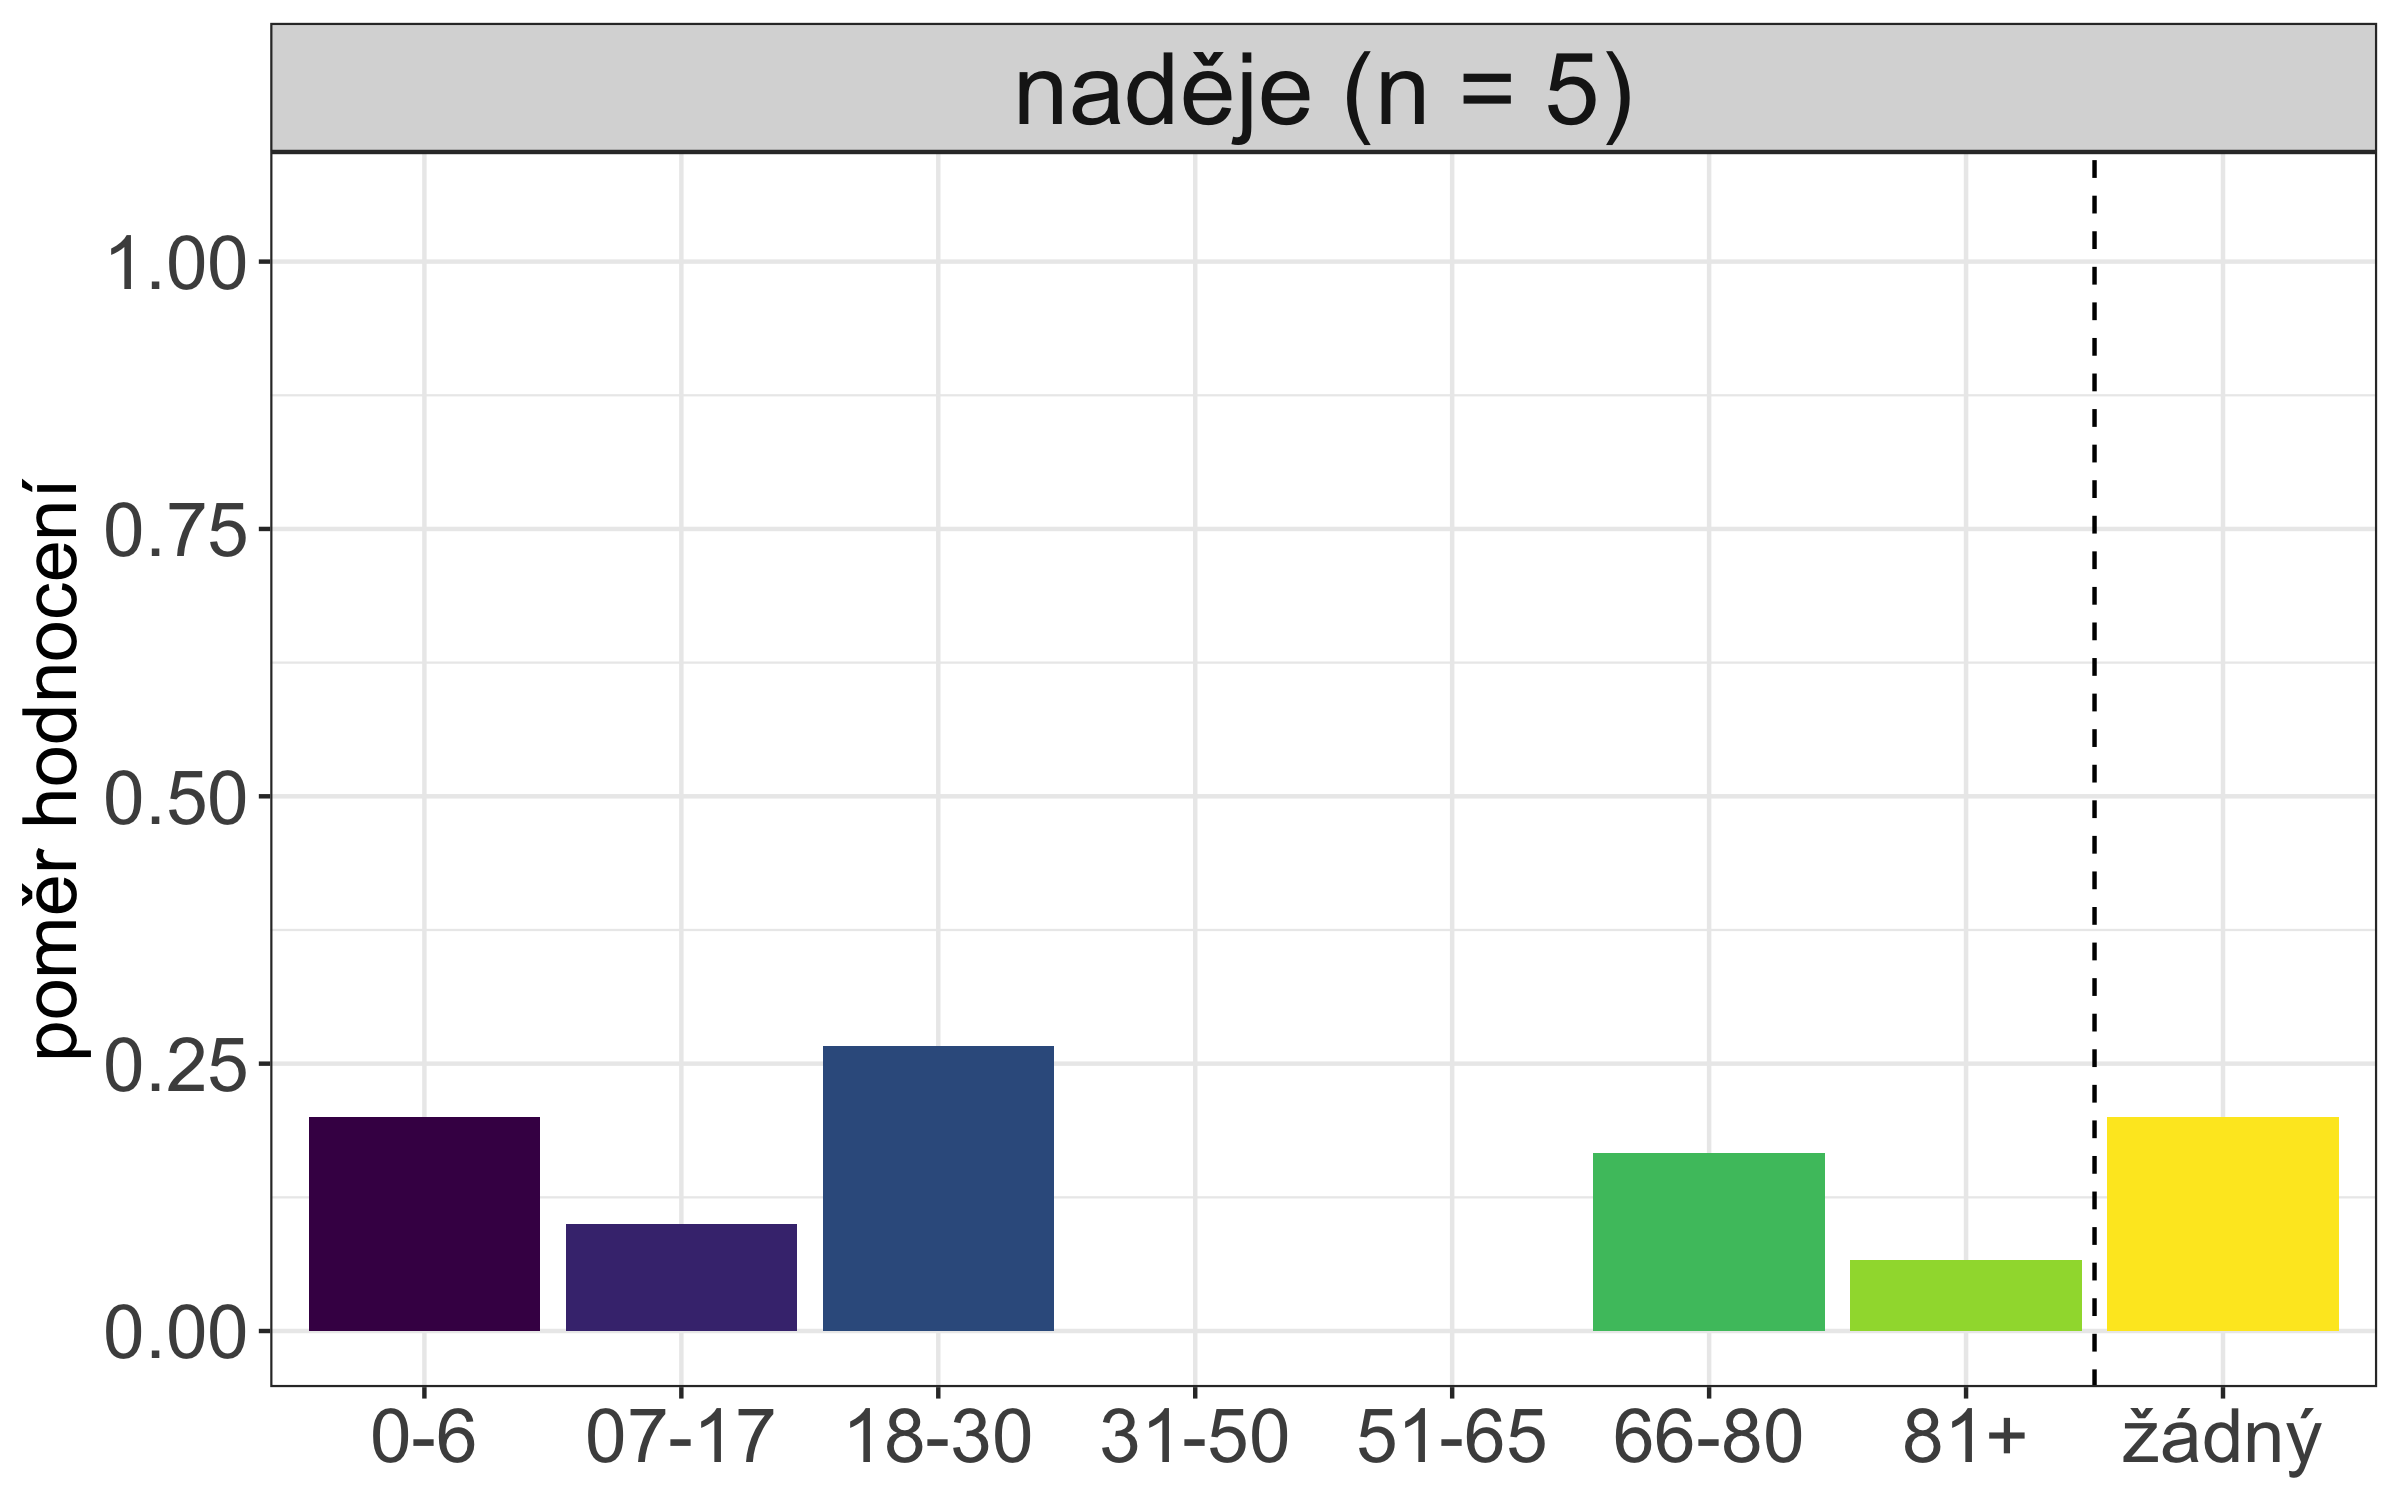 naděje (n = 5)
poměr hodnocení
1.00
0.75
0.50
0.25
0.00
0-6 07-17 18-30 31-50 51-65 66-80 81+ žádný